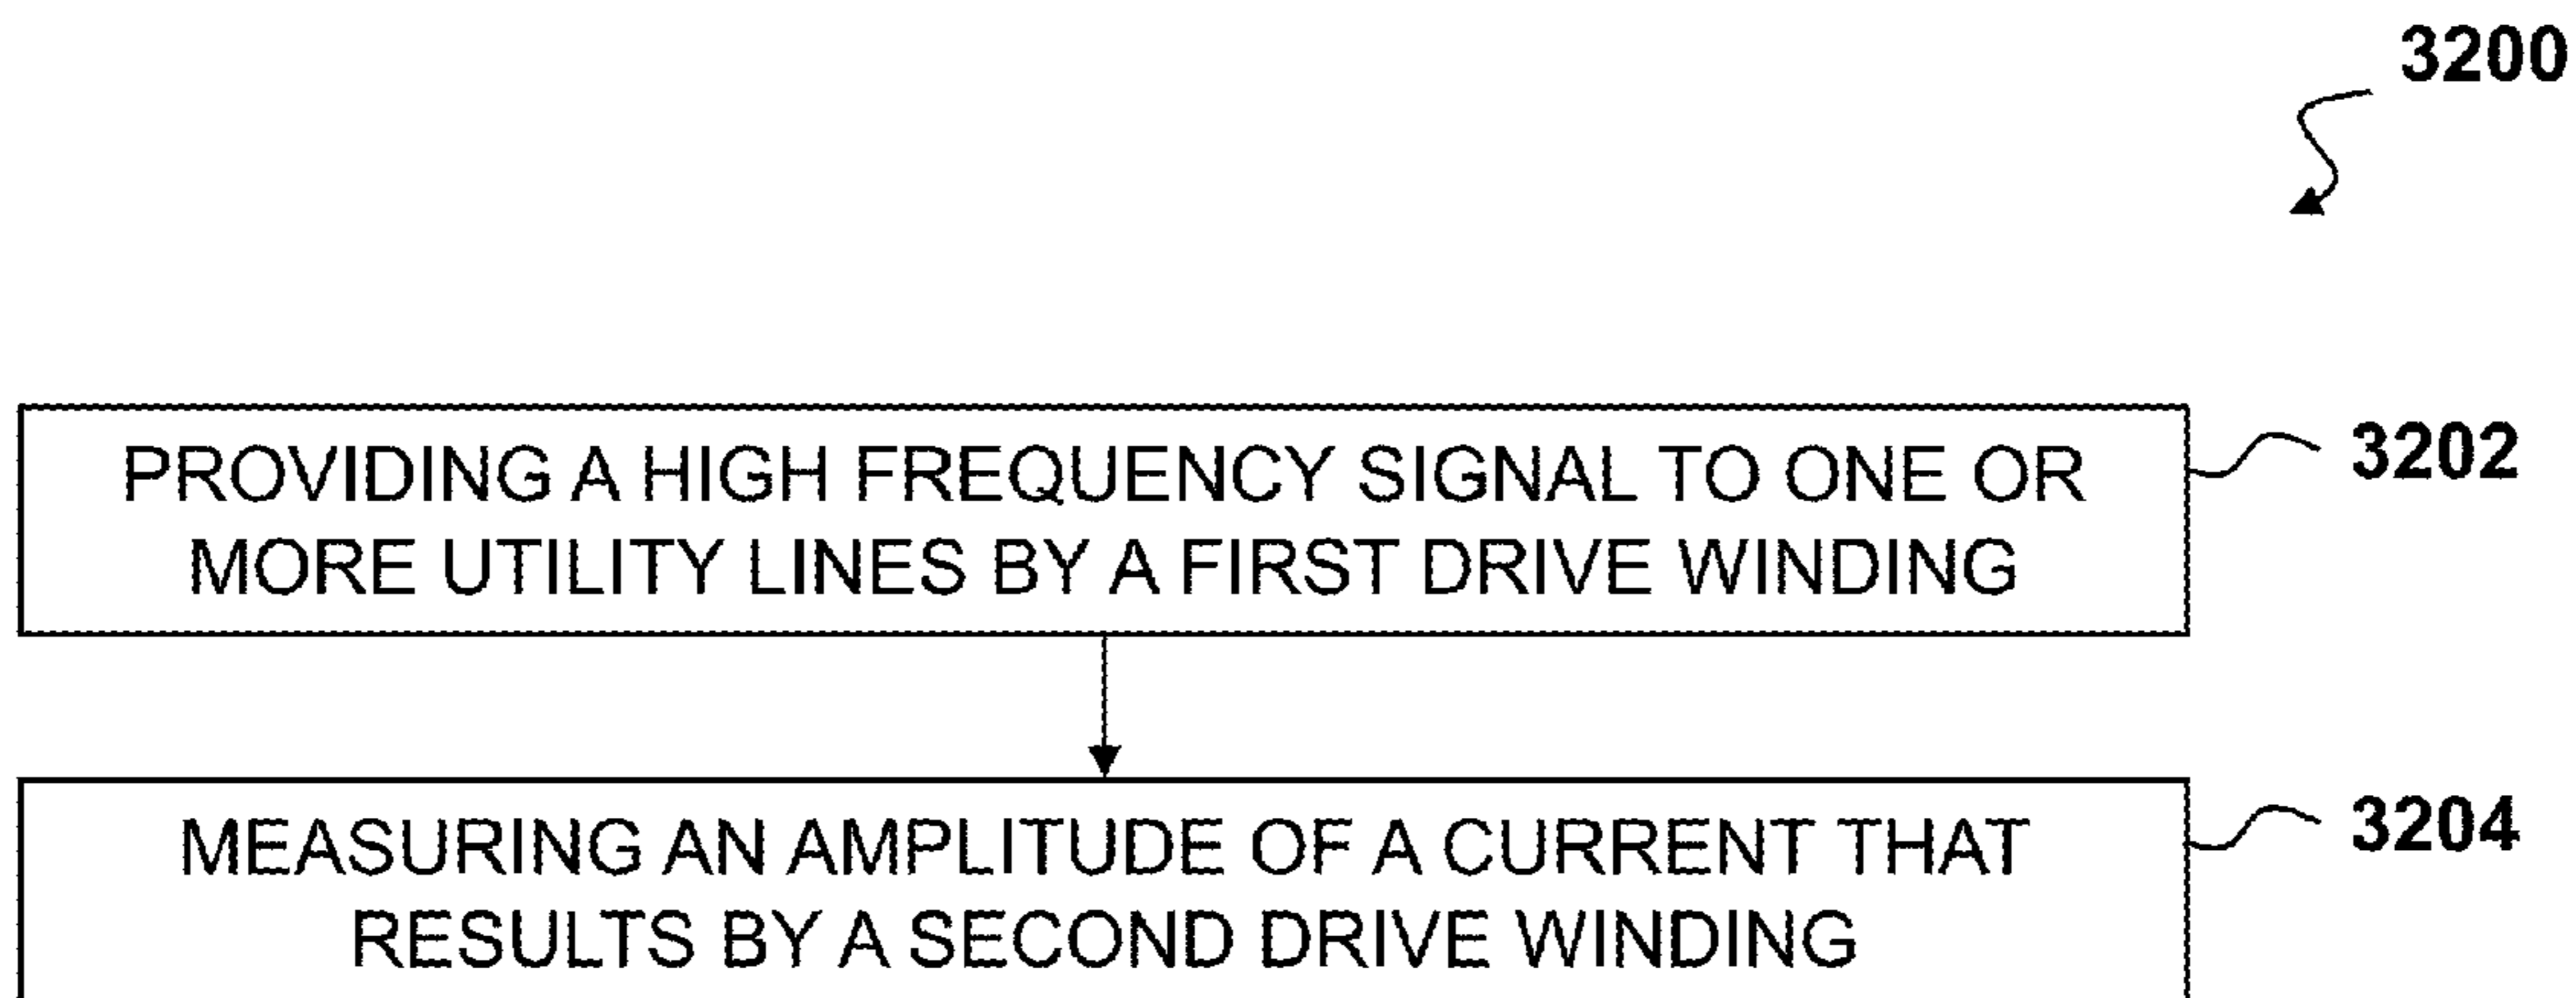 3200
PROVIDING A HIGH FREQUENCY SIGNAL TO ONE OR
MORE UTILITY LINES BY A FIRST DRIVE WINDING
3202
MEASURING AN AMPLITUDE OF A CURRENT THAT
RESULTS BY A SECOND DRIVE WINDING
3204